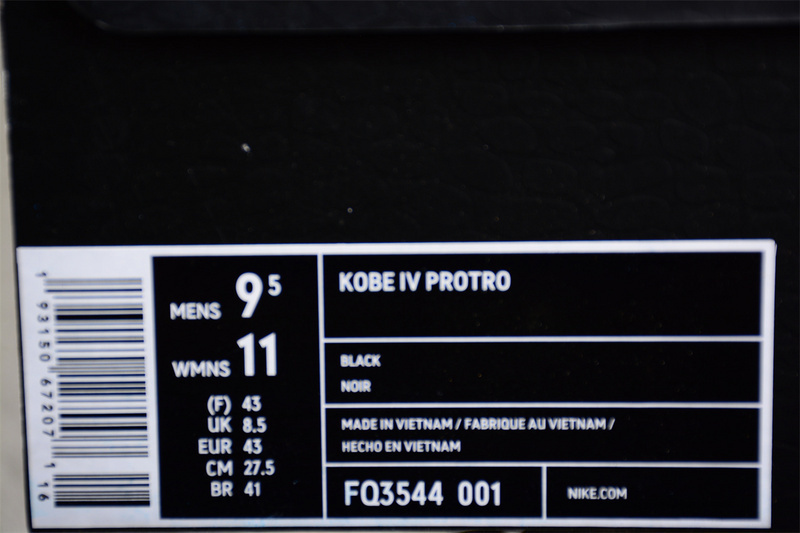 1 93150 67207 1 16
MENS 9 5
WMNS 11
(F) 43
UK 8.5
EUR 43
CM 27.5
BR 41
KOBE IV PROTRO
BLACK
NOIR
MADE IN VIETNAM / FABRIQUE AU VIETNAM /
HECHO EN VIETNAM
FQ3544 001
NIKE.COM